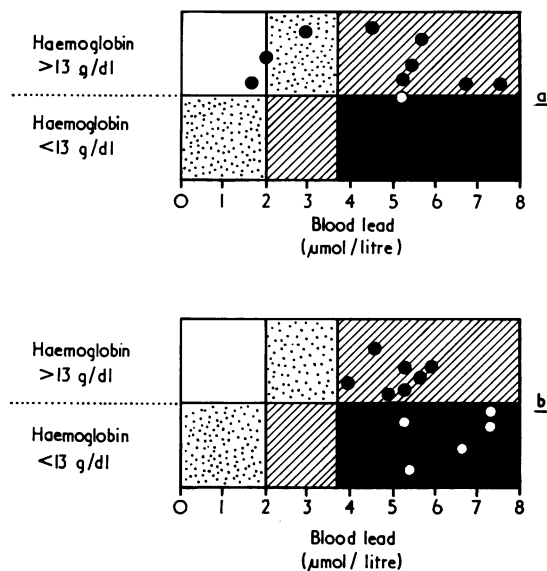 Haemoglobin
>13 g/dl
a
Haemoglobin
<13 g/dl
O 1 2 3 4 5 6 7 8
Blood lead
(µmol/litre)
Haemoglobin
>13 g/dl
b
Haemoglobin
<13 g/dl
O 1 2 3 4 5 6 7 8
Blood lead
(µmol/ litre)